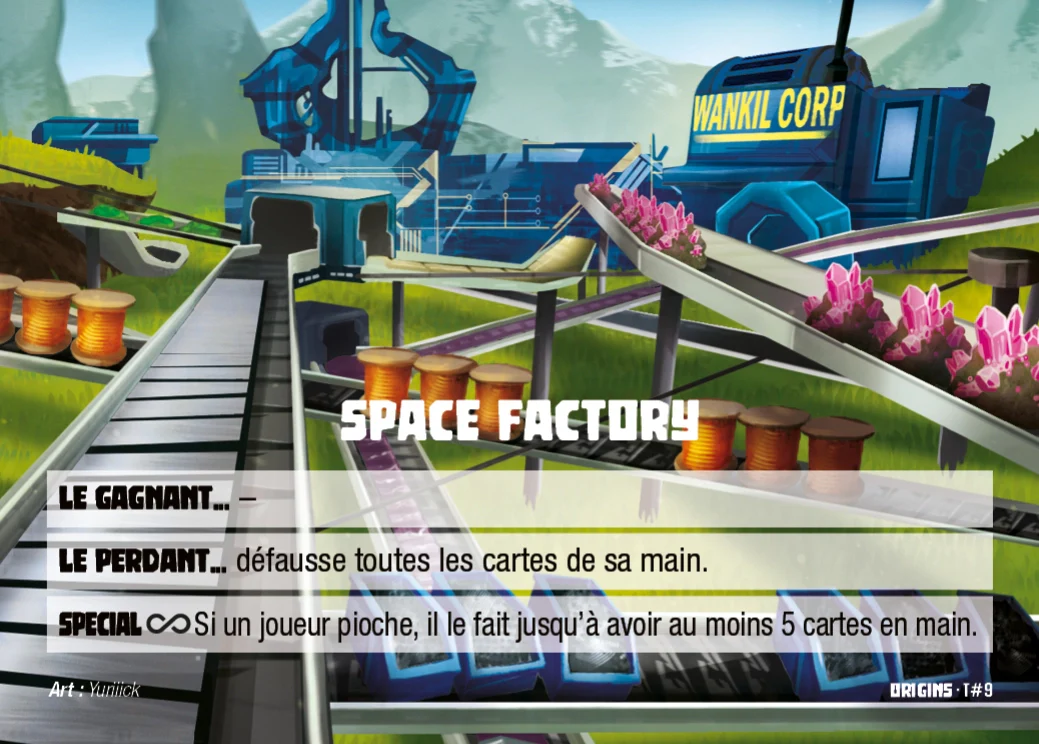 WANKIL CORP
SPACE FACTORY
LE GAGNANT... –
LE PERDANT... défausse toutes les cartes de sa main.
SPECIAL ∞ Si un joueur pioche, il le fait jusqu'à avoir au moins 5 cartes en main.
Art : Yuriick
ORIGINS · T#9